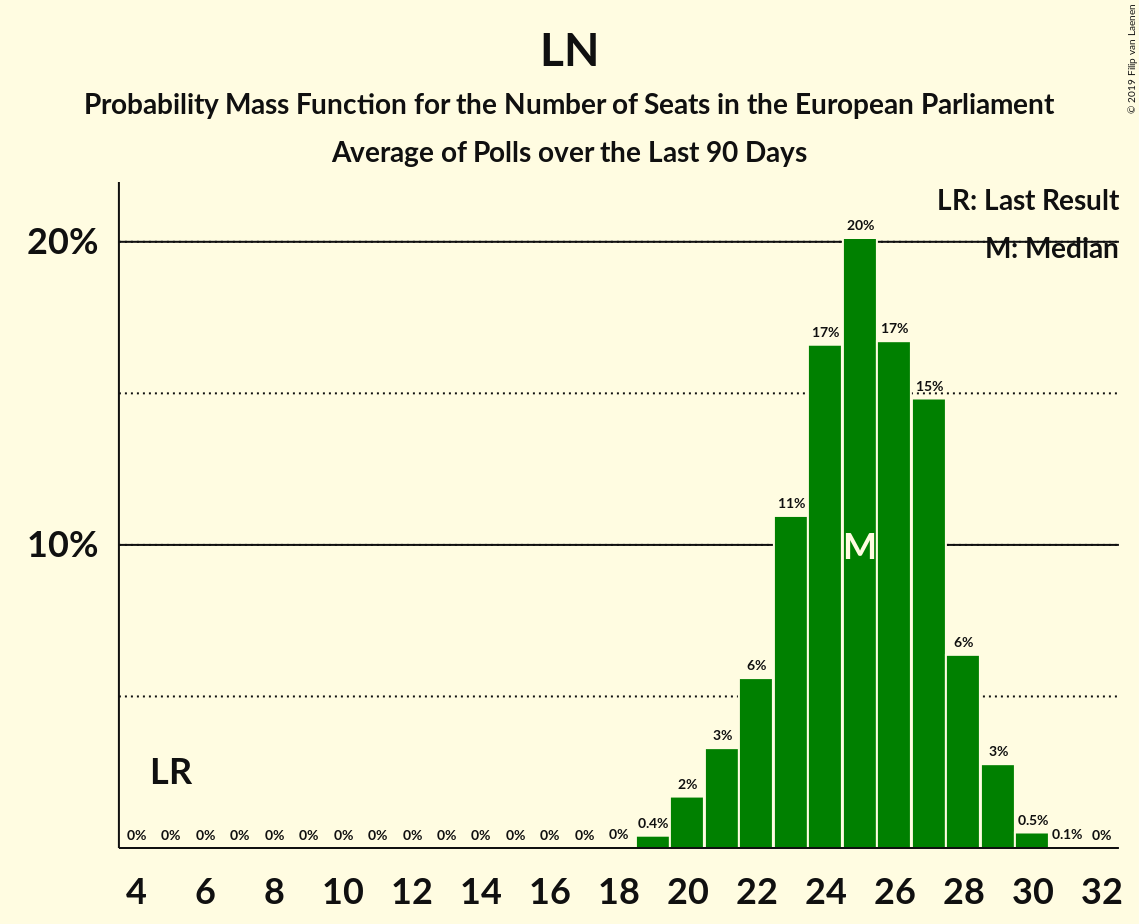 LN
Probability Mass Function for the Number of Seats in the European Parliament
Average of Polls over the Last 90 Days
© 2019 Filip van Laenen
LR: Last Result
M: Median
20%
10%
LR
M
0% 0% 0% 0% 0% 0% 0% 0% 0% 0% 0% 0% 0% 0% 0% 0.4% 2% 3% 6% 11% 17% 20% 17% 15% 6% 3% 0.5% 0.1% 0%
4 6 8 10 12 14 16 18 20 22 24 26 28 30 32